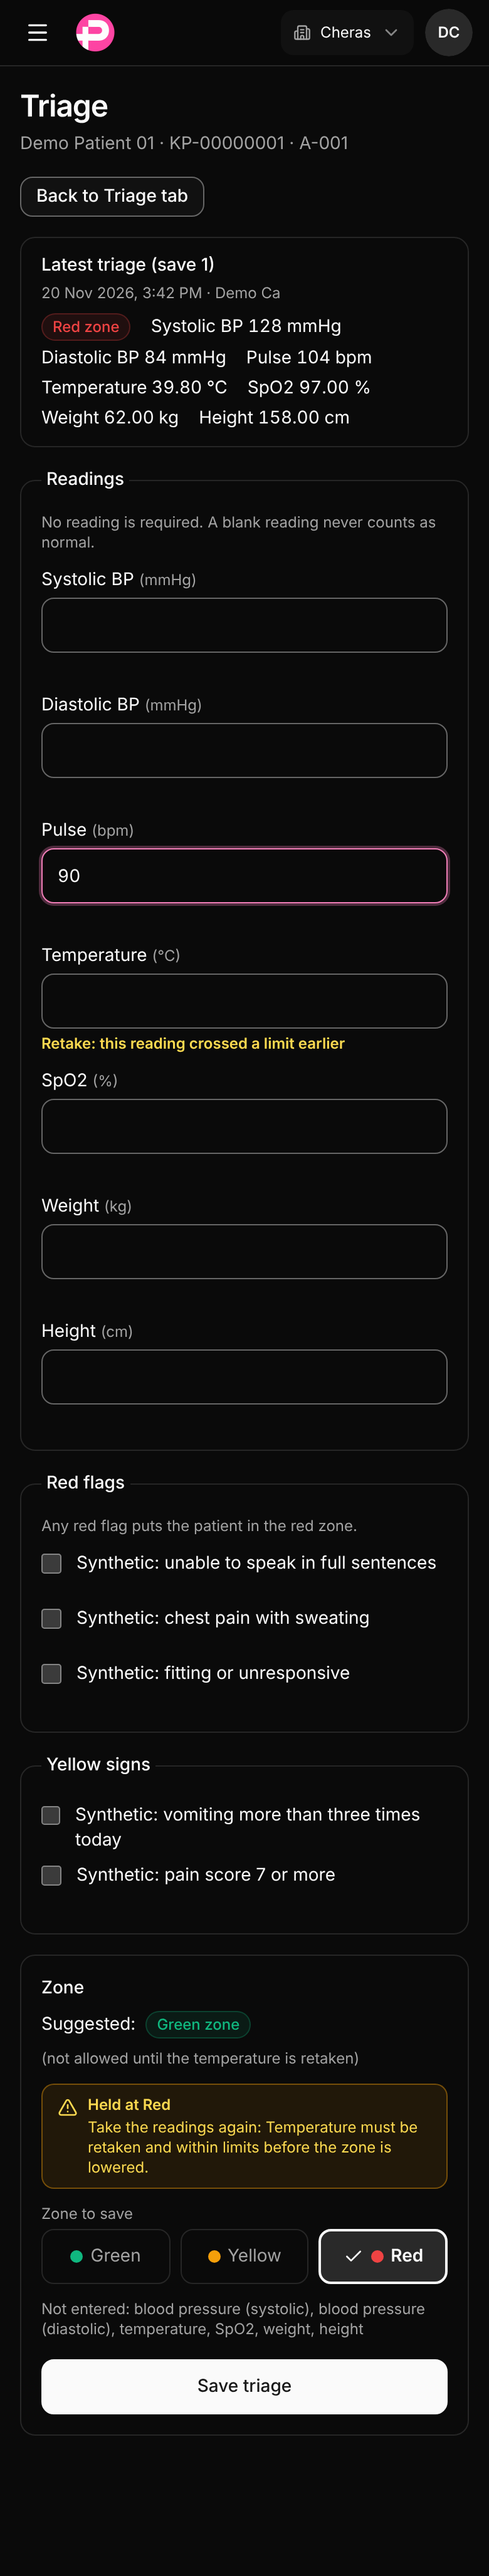 Cheras
DC
Triage
Demo Patient 01 · KP-00000001 · A-001
Back to Triage tab
Latest triage (save 1)
20 Nov 2026, 3:42 PM · Demo Ca
Red zone Systolic BP 128 mmHg
Diastolic BP 84 mmHg Pulse 104 bpm
Temperature 39.80 °C SpO2 97.00 %
Weight 62.00 kg Height 158.00 cm
Readings
No reading is required. A blank reading never counts as
normal.
Systolic BP (mmHg)
Diastolic BP (mmHg)
Pulse (bpm)
90
Temperature (°C)
Retake: this reading crossed a limit earlier
SpO2 (%)
Weight (kg)
Height (cm)
Red flags
Any red flag puts the patient in the red zone.
Synthetic: unable to speak in full sentences
Synthetic: chest pain with sweating
Synthetic: fitting or unresponsive
Yellow signs
Synthetic: vomiting more than three times
today
Synthetic: pain score 7 or more
Zone
Suggested: Green zone
(not allowed until the temperature is retaken)
Held at Red
Take the readings again: Temperature must be
retaken and within limits before the zone is
lowered.
Zone to save
Green Yellow Red
Not entered: blood pressure (systolic), blood pressure
(diastolic), temperature, SpO2, weight, height
Save triage